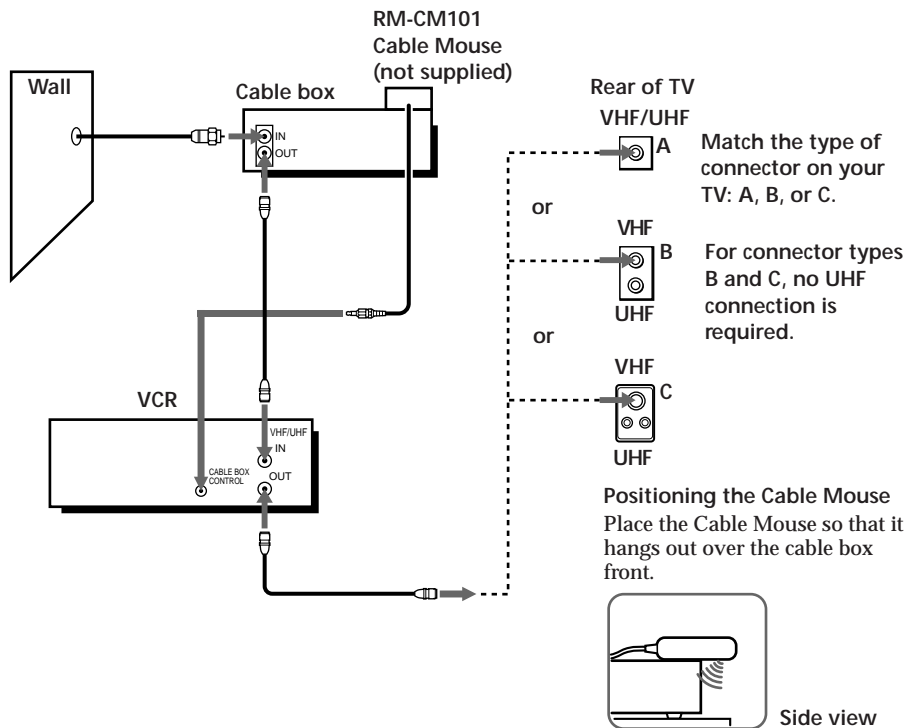 RM-CM101
Cable Mouse
(not supplied)
Wall
Cable box
IN
OUT
Rear of TV
VHF/UHF
A
Match the type of
connector on your
TV: A, B, or C.
or
VHF
B
UHF
For connector types
B and C, no UHF
connection is
required.
or
VHF
C
UHF
VCR
VHF/UHF
IN
CABLE BOX
CONTROL
OUT
Positioning the Cable Mouse
Place the Cable Mouse so that it
hangs out over the cable box
front.
Side view